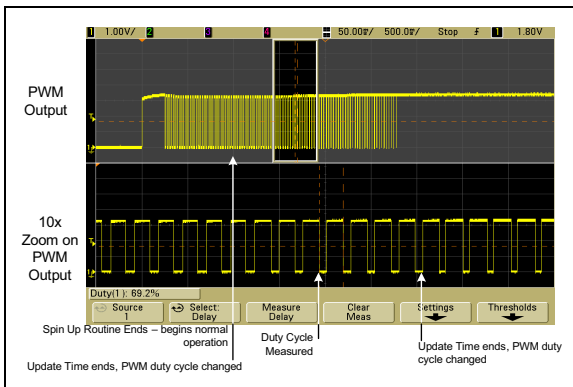 1 1.00V/ 2 3 4 50.00▽/ 500.0▽/ Stop 1 1.80V
PWM
Output
10x
Zoom on
PWM
Output
Duty(1): 69.2%
Source
1
Select:
Delay
Measure
Delay
Clear
Meas
Settings
Thresholds
Spin Up Routine Ends – begins normal
operation
Update Time ends, PWM duty cycle changed
Duty Cycle
Measured
Update Time ends, PWM duty
cycle changed